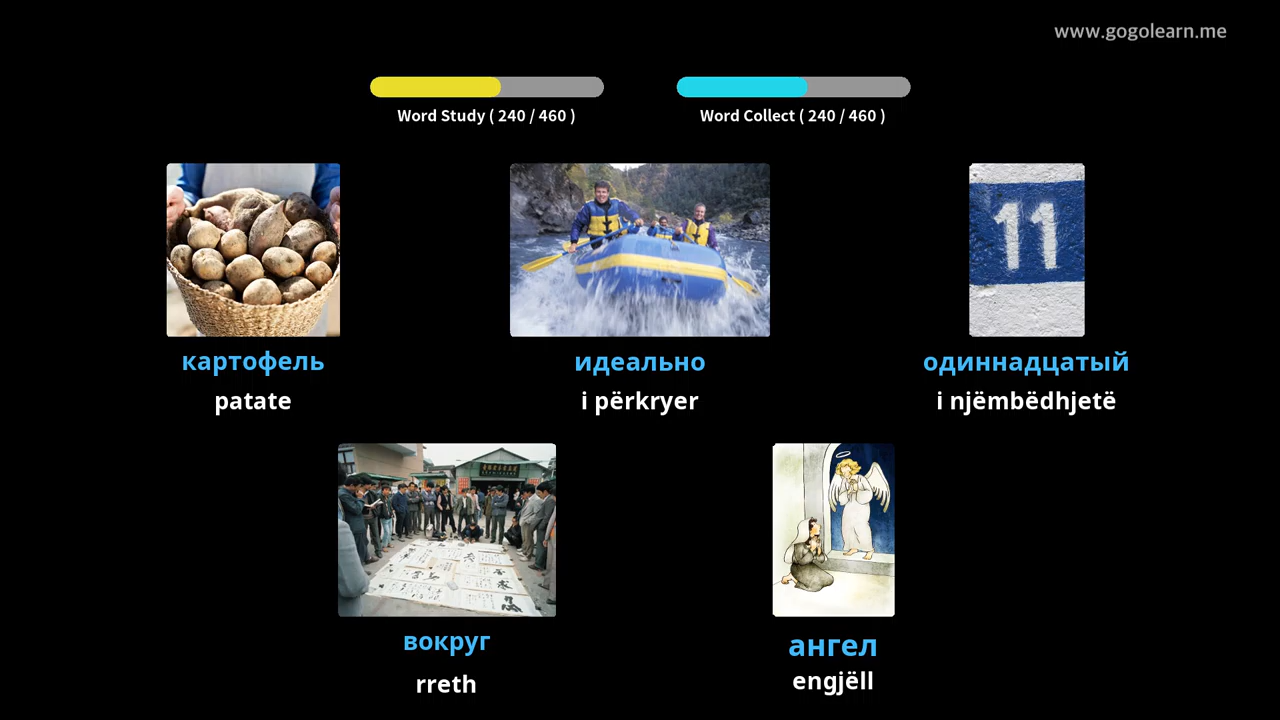 www.gogolearn.me
Word Study ( 240 / 460 )
Word Collect ( 240 / 460 )
11
картофель
patate
идеально
i përkryer
одиннадцатый
i njëmbëdhjetë
вокруг
rreth
ангел
engjëll